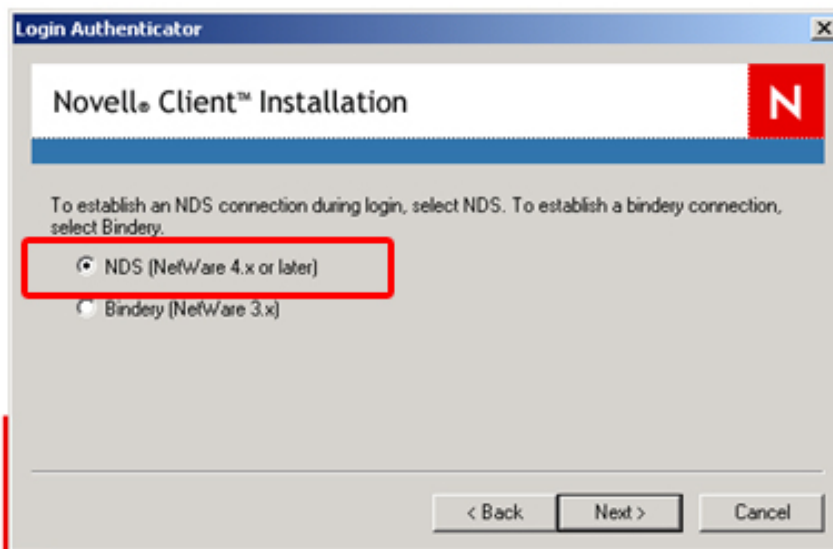 Login Authenticator
Novell® Client™ Installation
N
To establish an NDS connection during login, select NDS. To establish a bindery connection,
select Bindery.
NDS (NetWare 4.x or later)
Bindery (NetWare 3.x)
< Back
Next >
Cancel